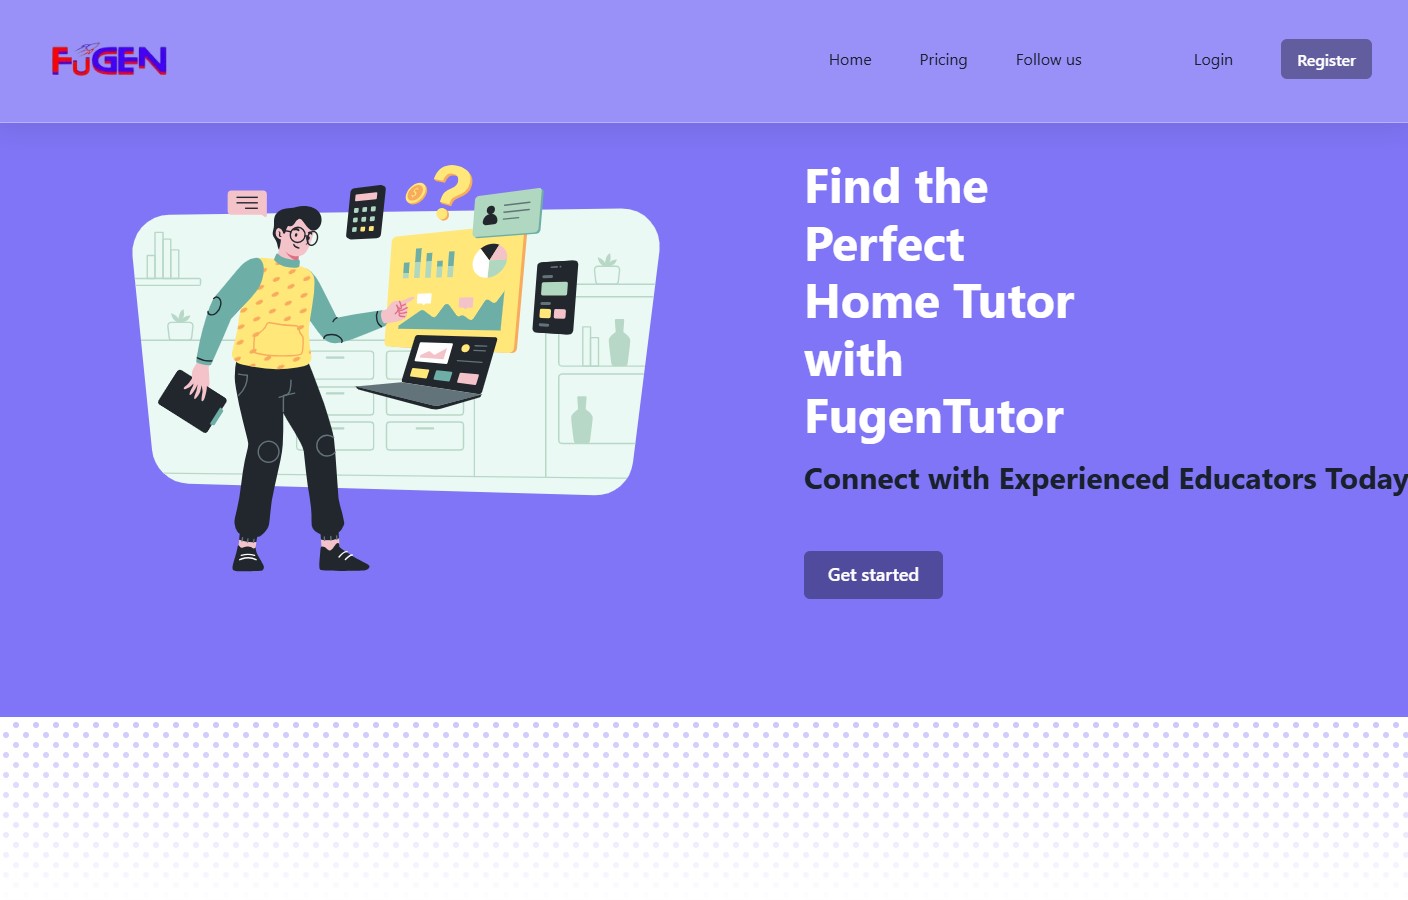 FuGEN
Home
Pricing
Follow us
Login
Register
Find the
Perfect
Home Tutor
with
FugenTutor
Connect with Experienced Educators Today
Get started